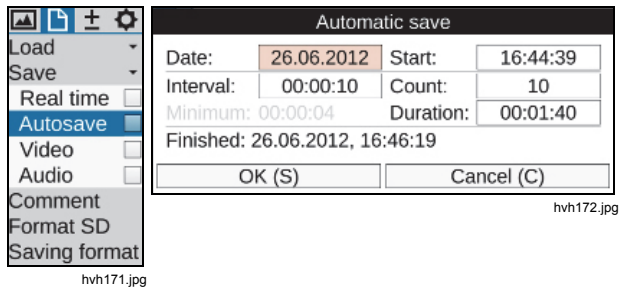 Load
Save
Real time
Autosave
Video
Audio
Comment
Format SD
Saving format
hvh171.jpg
Automatic save
Date: 26.06.2012 Start: 16:44:39
Interval: 00:00:10 Count: 10
Minimum: 00:00:04 Duration: 00:01:40
Finished: 26.06.2012, 16:46:19
OK (S) Cancel (C)
hvh172.jpg